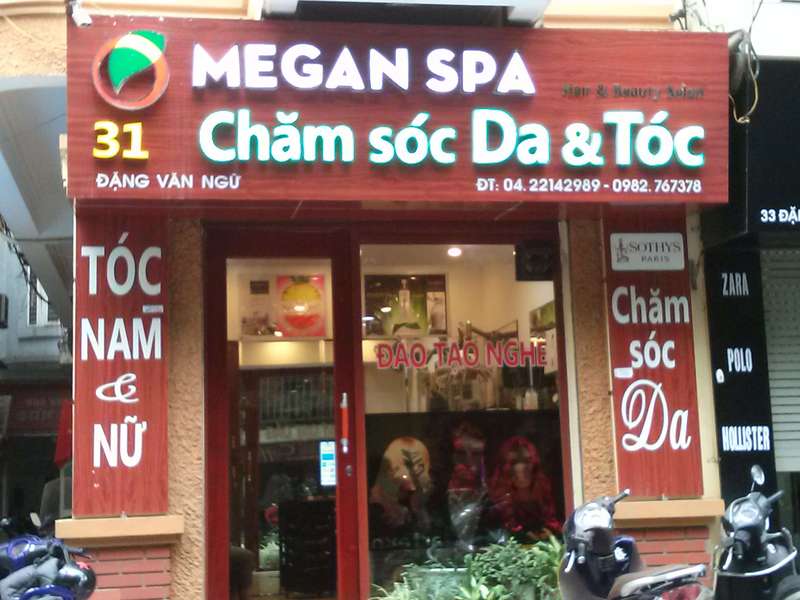 MEGAN SPA
Hair & Beauty Salon
31
Chăm sóc Da & Tóc
ĐẶNG VĂN NGỮ
ĐT: 04. 22142989 - 0982. 767378
TÓC
NAM
&
NỮ
ĐÀO TẠO NGHỀ
SOTHYS
PARIS
Chăm
sóc
Da
33 ĐẶ
ZARA
POLO
HOLLISTER